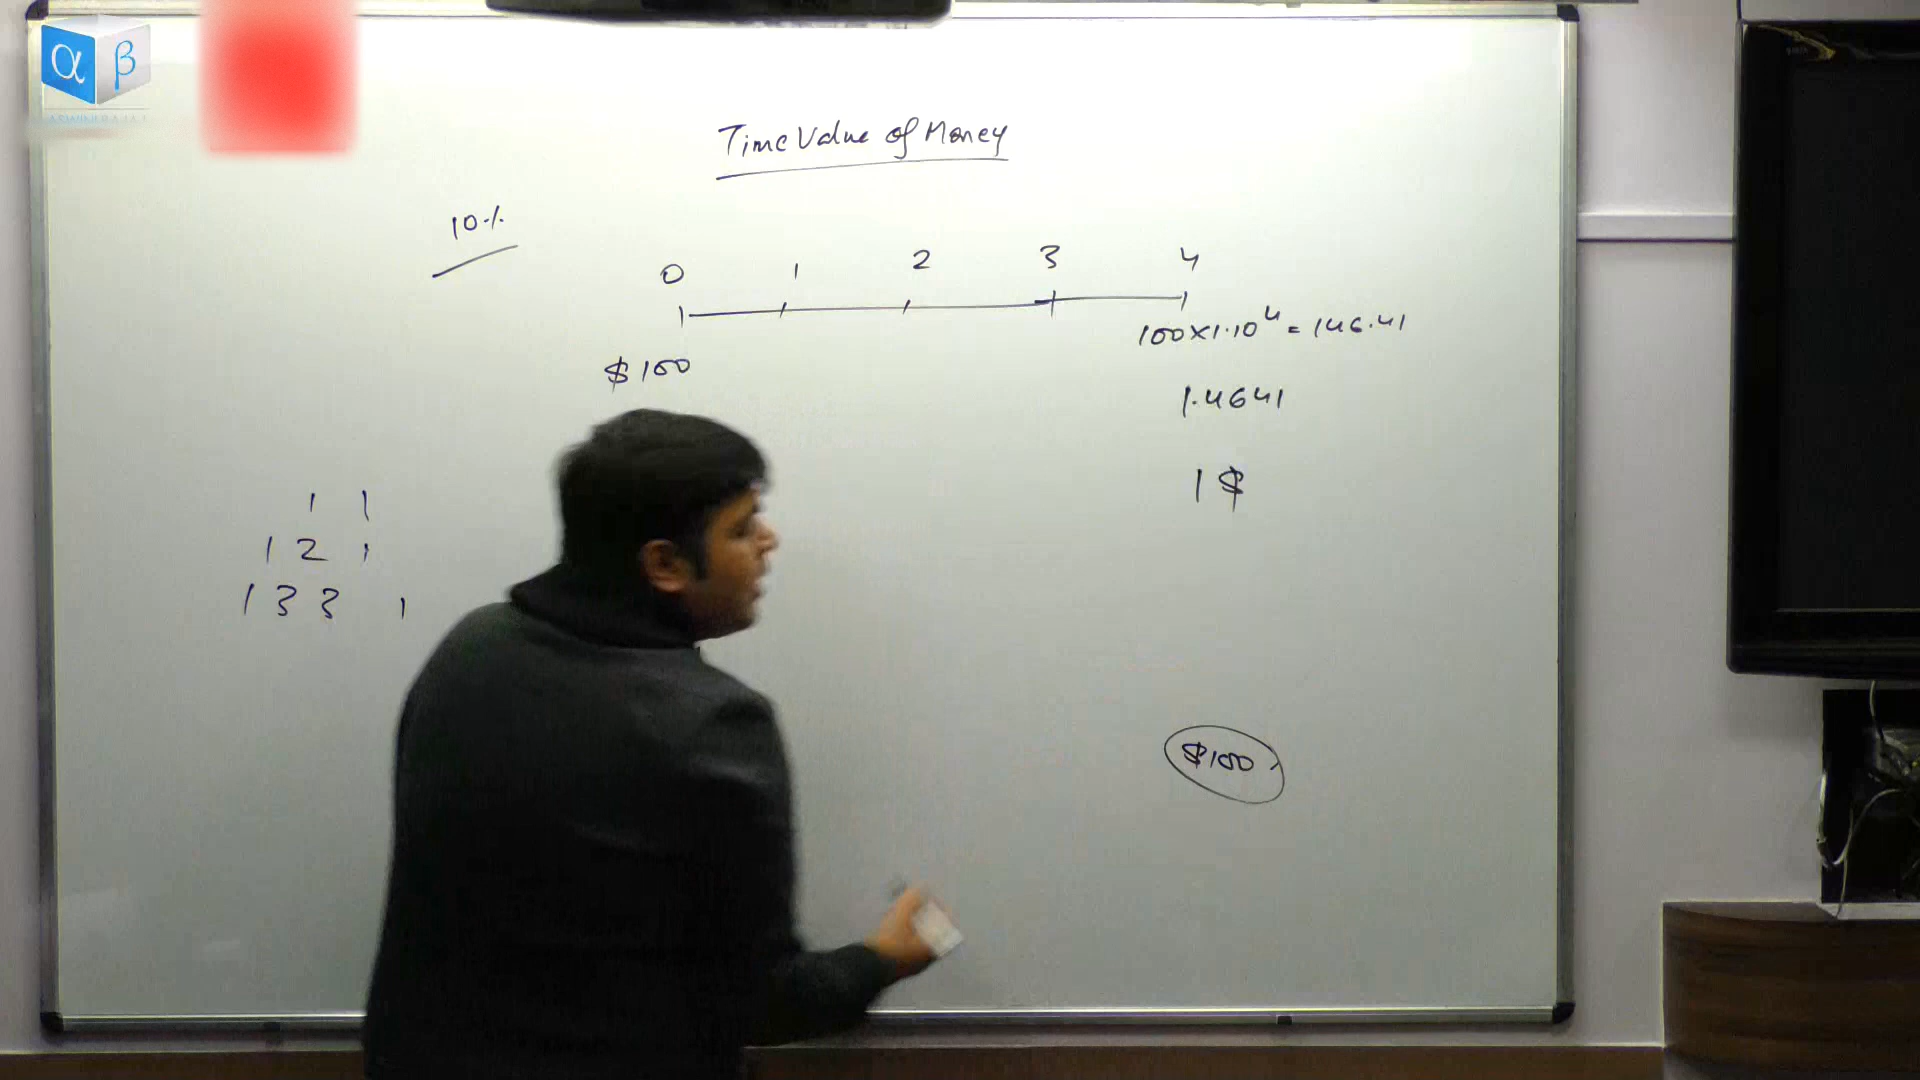 α β
Time Value of Money
10%
0 1 2 3 4
100×1.10⁴ = 146.41
$100
1.4641
1$
1 1
1 2 1
1 3 3 1
$100